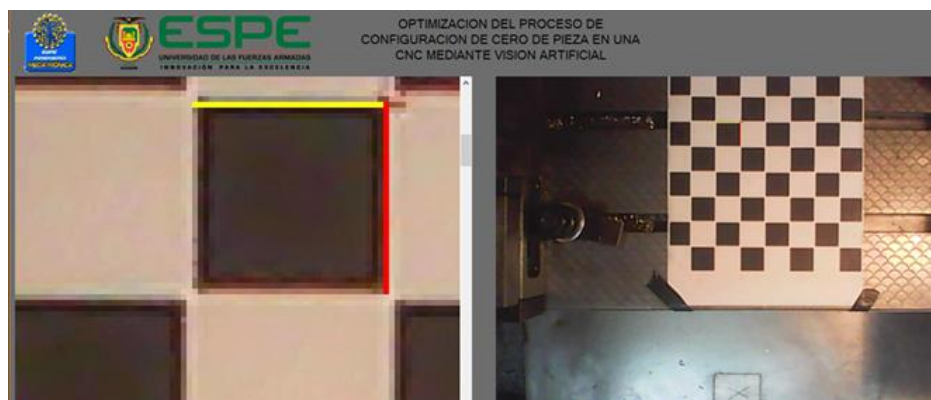 ESPE
UNIVERSIDAD DE LAS FUERZAS ARMADAS
INNOVACIÓN PARA LA EXCELENCIA
OPTIMIZACION DEL PROCESO DE
CONFIGURACION DE CERO DE PIEZA EN UNA
CNC MEDIANTE VISION ARTIFICIAL